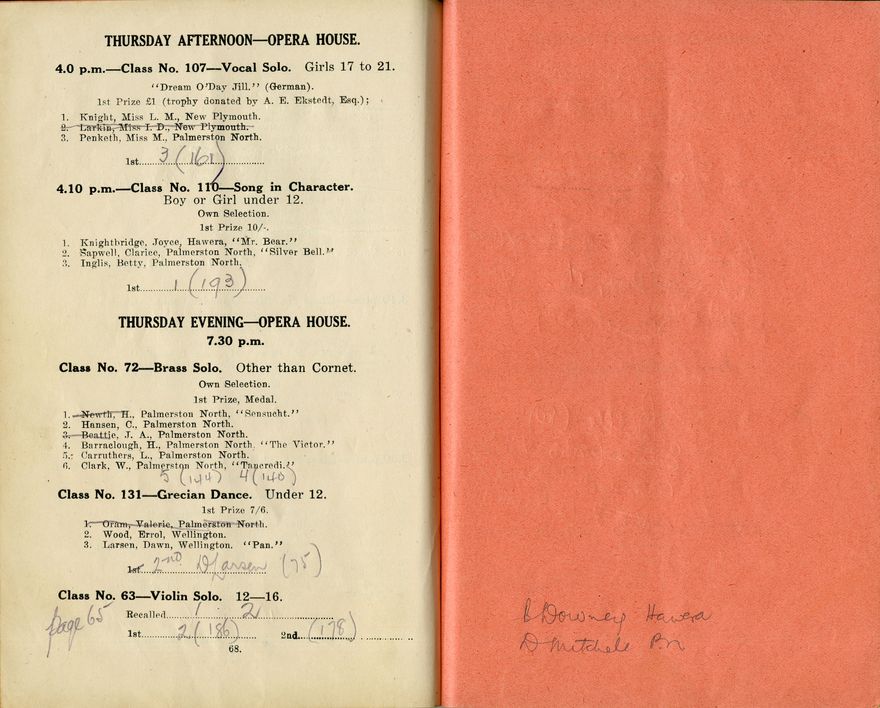 THURSDAY AFTERNOON—OPERA HOUSE.
4.0 p.m.—Class No. 107—Vocal Solo. Girls 17 to 21.
"Dream O'Day Jill." (German).
1st Prize £1 (trophy donated by A. E. Ekstedt, Esq.);
1. Knight, Miss L. M., New Plymouth.
2. Larkin, Miss I. D., New Plymouth.
3. Penketh, Miss M., Palmerston North.
1st.... 3 (161)
4.10 p.m.—Class No. 110—Song in Character.
Boy or Girl under 12.
Own Selection.
1st Prize 10/-.
1. Knightbridge, Joyce, Hawera, "Mr. Bear."
2. Sapwell, Clarice, Palmerston North, "Silver Bell."
3. Inglis, Betty, Palmerston North.
1st.... 1 (193)
THURSDAY EVENING—OPERA HOUSE.
7.30 p.m.
Class No. 72—Brass Solo. Other than Cornet.
Own Selection.
1st Prize, Medal.
1. Newth, H., Palmerston North, "Sensucht."
2. Hansen, C., Palmerston North.
3. Beattie, J. A., Palmerston North.
4. Barraclough, H., Palmerston North, "The Victor."
5. Carruthers, L., Palmerston North.
6. Clark, W., Palmerston North, "Tancredi."
5 (144) 4 (140)
Class No. 131—Grecian Dance. Under 12.
1st Prize 7/6.
1. Oram, Valerie, Palmerston North.
2. Wood, Errol, Wellington.
3. Larsen, Dawn, Wellington. "Pan."
1st 2nd D Larsen (75)
Class No. 63—Violin Solo. 12—16.
Recalled.... 1 2
page 65
1st.... 2 (186) 2nd.... (178)
68.
B Downey Hawera
D Mitchell P.N